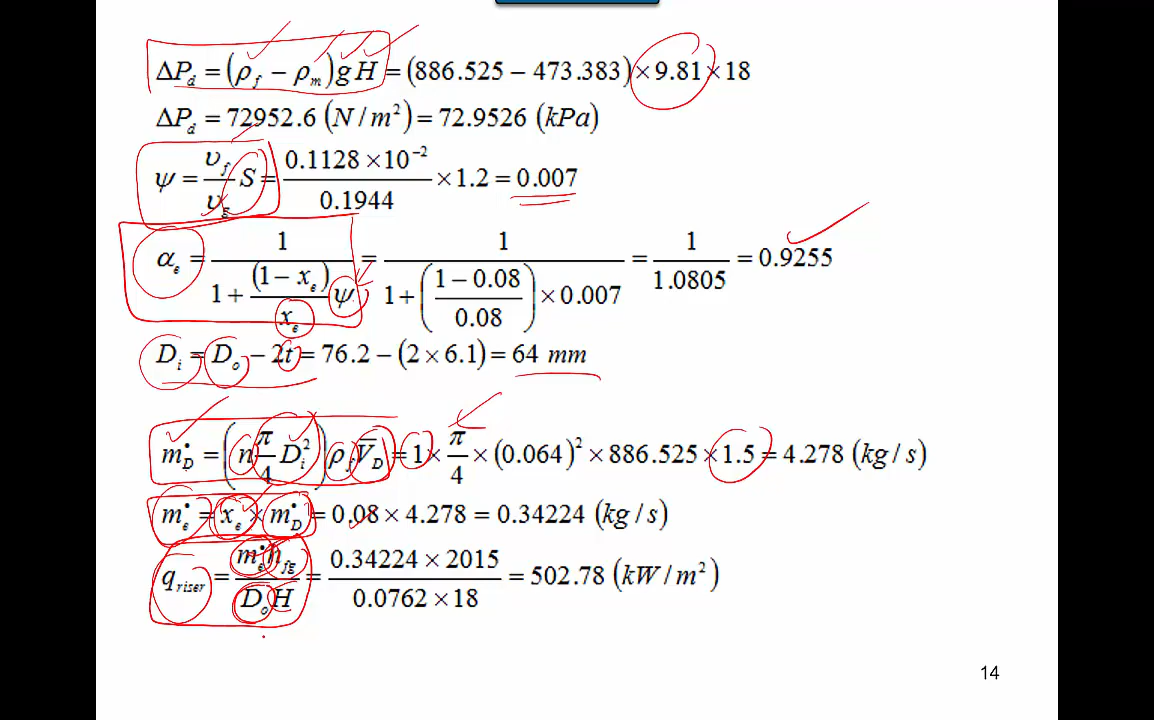 ΔP_d = (ρ_f − ρ_m) g H = (886.525 − 473.383) × 9.81 × 18
ΔP_d = 72952.6 (N / m²) = 72.9526 (kPa)
ψ = υ_f / υ_g S = 0.1128 × 10⁻² / 0.1944 × 1.2 = 0.007
α_e = 1 / (1 + (1 − x_e) / x_e ψ) = 1 / (1 + ((1 − 0.08) / 0.08) × 0.007) = 1 / 1.0805 = 0.9255
D_i = D_o − 2t = 76.2 − (2 × 6.1) = 64 mm
ṁ_D = (n π/4 D_i²) ρ_f V̅_D = 1 × π/4 × (0.064)² × 886.525 × 1.5 = 4.278 (kg / s)
ṁ_e = x_e × ṁ_D = 0.08 × 4.278 = 0.34224 (kg / s)
q_riser = ṁ_e h_fg / D_o H = 0.34224 × 2015 / 0.0762 × 18 = 502.78 (kW / m²)
14